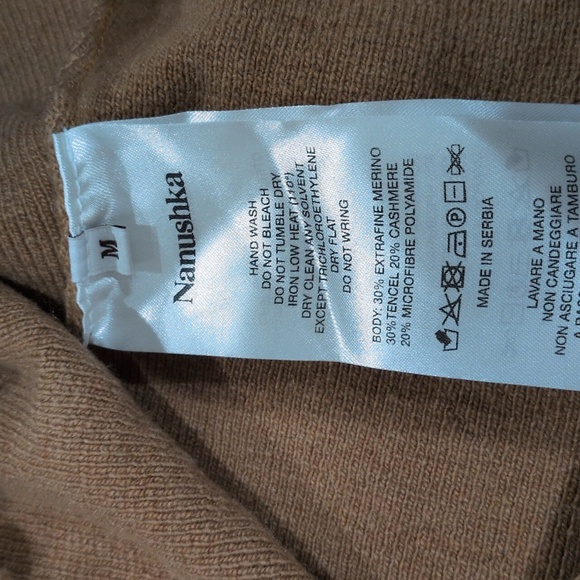 Nanushka
M
HAND WASH
DO NOT BLEACH
DO NOT TUMBLE DRY
IRON LOW HEAT (110°)
DRY CLEAN ANY SOLVENT
EXCEPT TRICHLOROETHYLENE
DRY FLAT
DO NOT WRING
BODY: 30% EXTRAFINE MERINO
30% TENCEL 20% CASHMERE
20% MICROFIBRE POLYAMIDE
MADE IN SERBIA
LAVARE A MANO
NON CANDEGGIARE
NON ASCIUGARE A TAMBURO